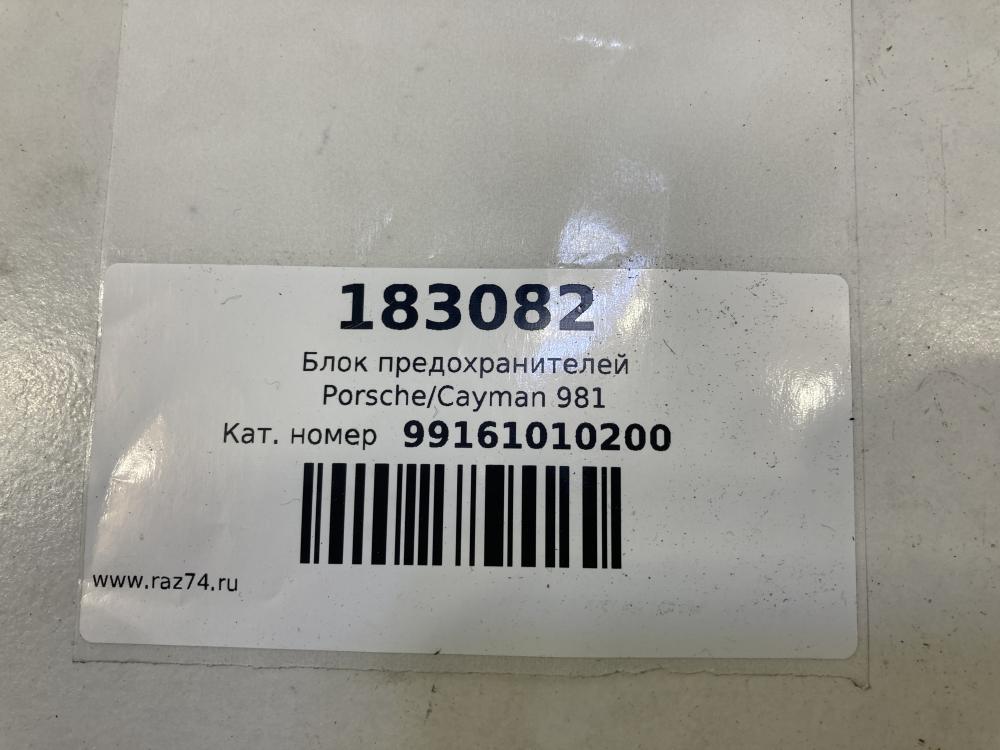 183082
Блок предохранителей
Porsche/Cayman 981
Кат. номер 99161010200
www.raz74.ru